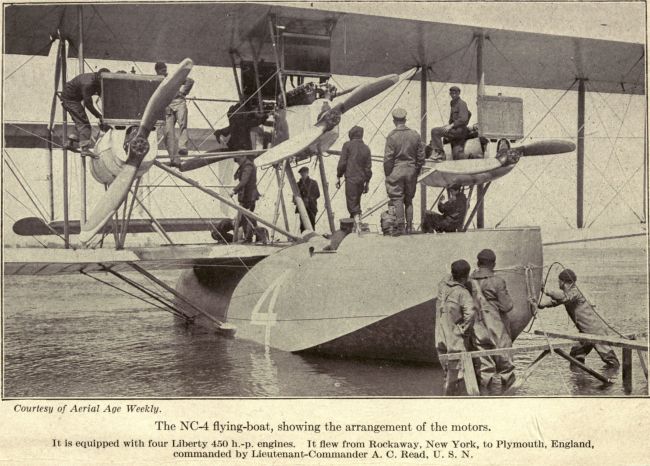 4
Courtesy of Aerial Age Weekly.
The NC-4 flying-boat, showing the arrangement of the motors.
It is equipped with four Liberty 450 h.-p. engines. It flew from Rockaway, New York, to Plymouth, England,
commanded by Lieutenant-Commander A. C. Read, U. S. N.